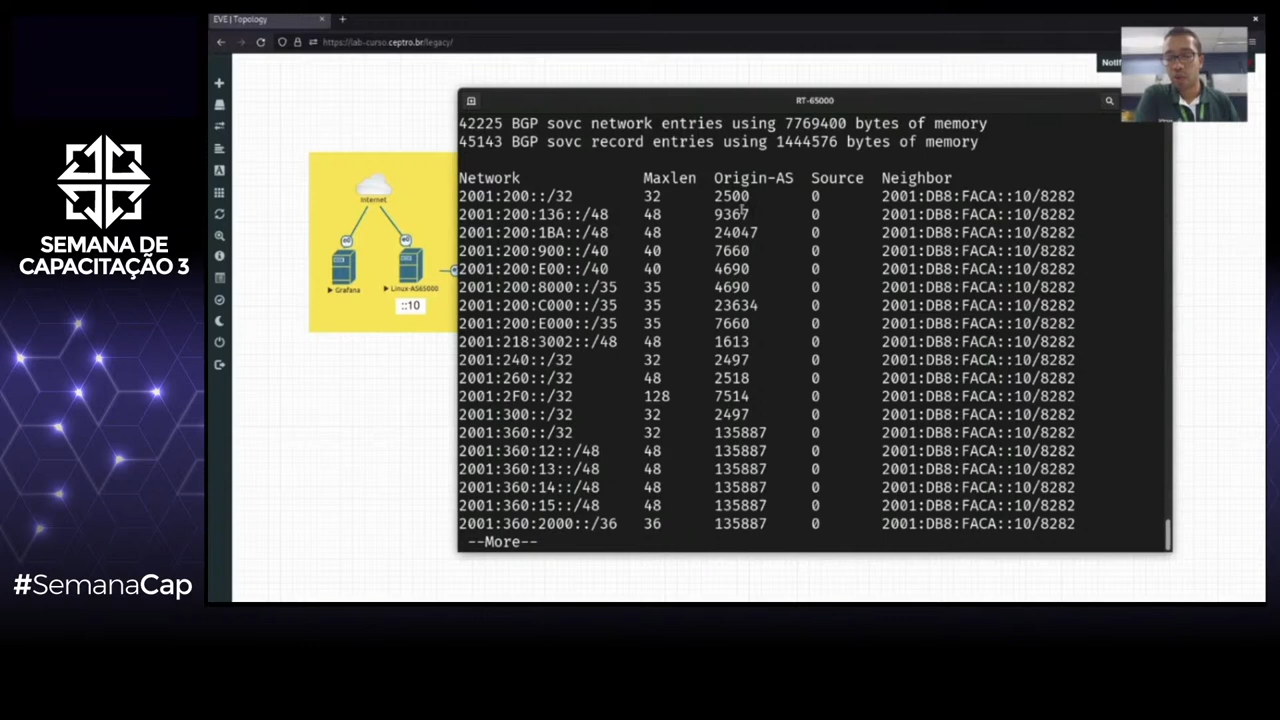 EVE | Topology
https://lab-curso.ceptro.br/legacy/
RT-65000
42225 BGP sovc network entries using 7769400 bytes of memory
45143 BGP sovc record entries using 1444576 bytes of memory
Network Maxlen Origin-AS Source Neighbor
2001:200::/32 32 2500 0 2001:DB8:FACA::10/8282
2001:200:136::/48 48 9367 0 2001:DB8:FACA::10/8282
2001:200:1BA::/48 48 24047 0 2001:DB8:FACA::10/8282
2001:200:900::/40 40 7660 0 2001:DB8:FACA::10/8282
2001:200:E00::/40 40 4690 0 2001:DB8:FACA::10/8282
2001:200:8000::/35 35 4690 0 2001:DB8:FACA::10/8282
2001:200:C000::/35 35 23634 0 2001:DB8:FACA::10/8282
2001:200:E000::/35 35 7660 0 2001:DB8:FACA::10/8282
2001:218:3002::/48 48 1613 0 2001:DB8:FACA::10/8282
2001:240::/32 32 2497 0 2001:DB8:FACA::10/8282
2001:260::/32 48 2518 0 2001:DB8:FACA::10/8282
2001:2F0::/32 128 7514 0 2001:DB8:FACA::10/8282
2001:300::/32 32 2497 0 2001:DB8:FACA::10/8282
2001:360::/32 32 135887 0 2001:DB8:FACA::10/8282
2001:360:12::/48 48 135887 0 2001:DB8:FACA::10/8282
2001:360:13::/48 48 135887 0 2001:DB8:FACA::10/8282
2001:360:14::/48 48 135887 0 2001:DB8:FACA::10/8282
2001:360:15::/48 48 135887 0 2001:DB8:FACA::10/8282
2001:360:2000::/36 36 135887 0 2001:DB8:FACA::10/8282
--More--
Internet
e0 e0
Grafana Linux-AS65000
::10
SEMANA DE
CAPACITAÇÃO 3
#SemanaCap